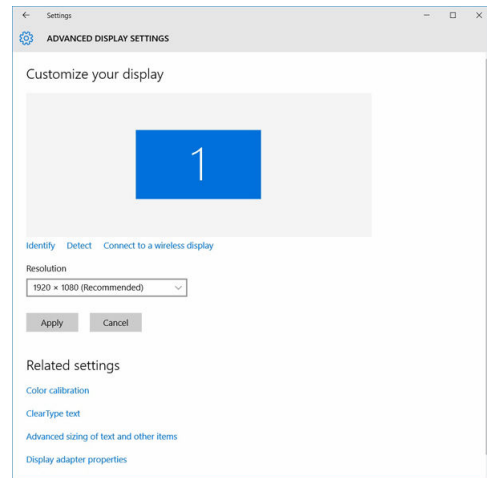 Settings
ADVANCED DISPLAY SETTINGS
Customize your display
1
Identify Detect Connect to a wireless display
Resolution
1920 × 1080 (Recommended)
Apply Cancel
Related settings
Color calibration
ClearType text
Advanced sizing of text and other items
Display adapter properties